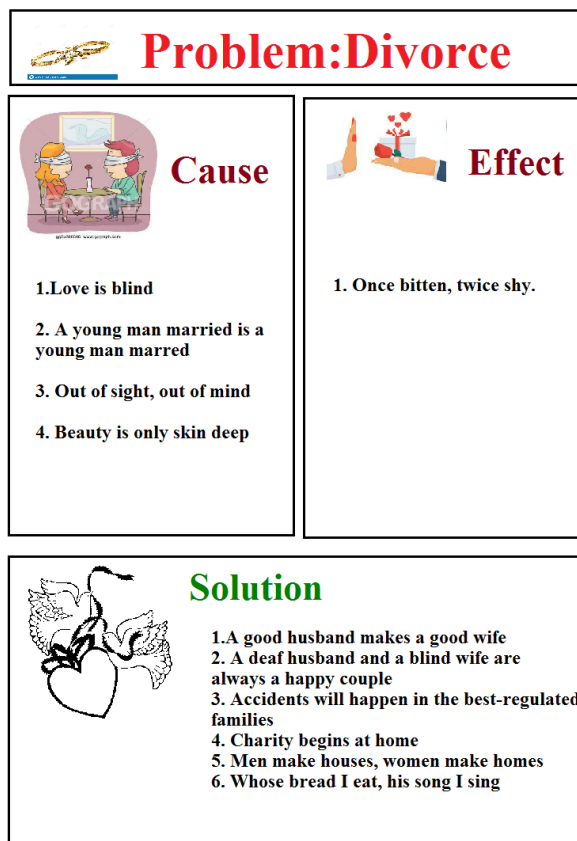 Problem:Divorce
Cause
GOGRAPH
1.Love is blind
2. A young man married is a
young man marred
3. Out of sight, out of mind
4. Beauty is only skin deep
Effect
1. Once bitten, twice shy.
Solution
1.A good husband makes a good wife
2. A deaf husband and a blind wife are
always a happy couple
3. Accidents will happen in the best-regulated
families
4. Charity begins at home
5. Men make houses, women make homes
6. Whose bread I eat, his song I sing